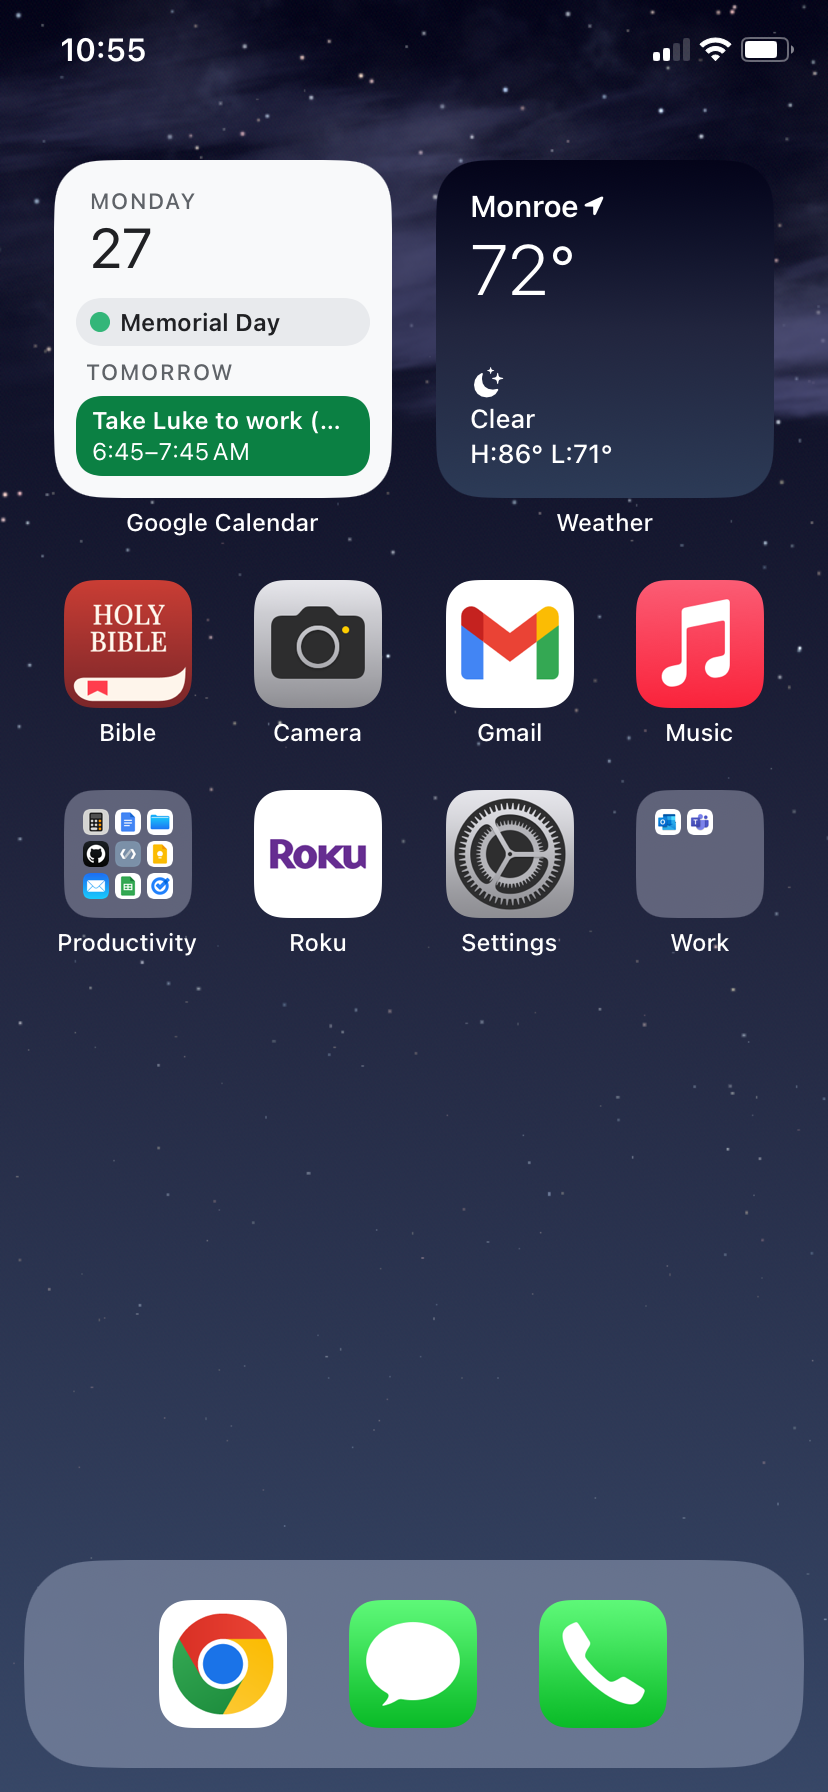 10:55
MONDAY
27
Memorial Day
TOMORROW
Take Luke to work (...
6:45–7:45 AM
Google Calendar
Monroe
72°
Clear
H:86° L:71°
Weather
HOLY
BIBLE
Bible
Camera
Gmail
Music
Productivity
Roku
Roku
Settings
Work